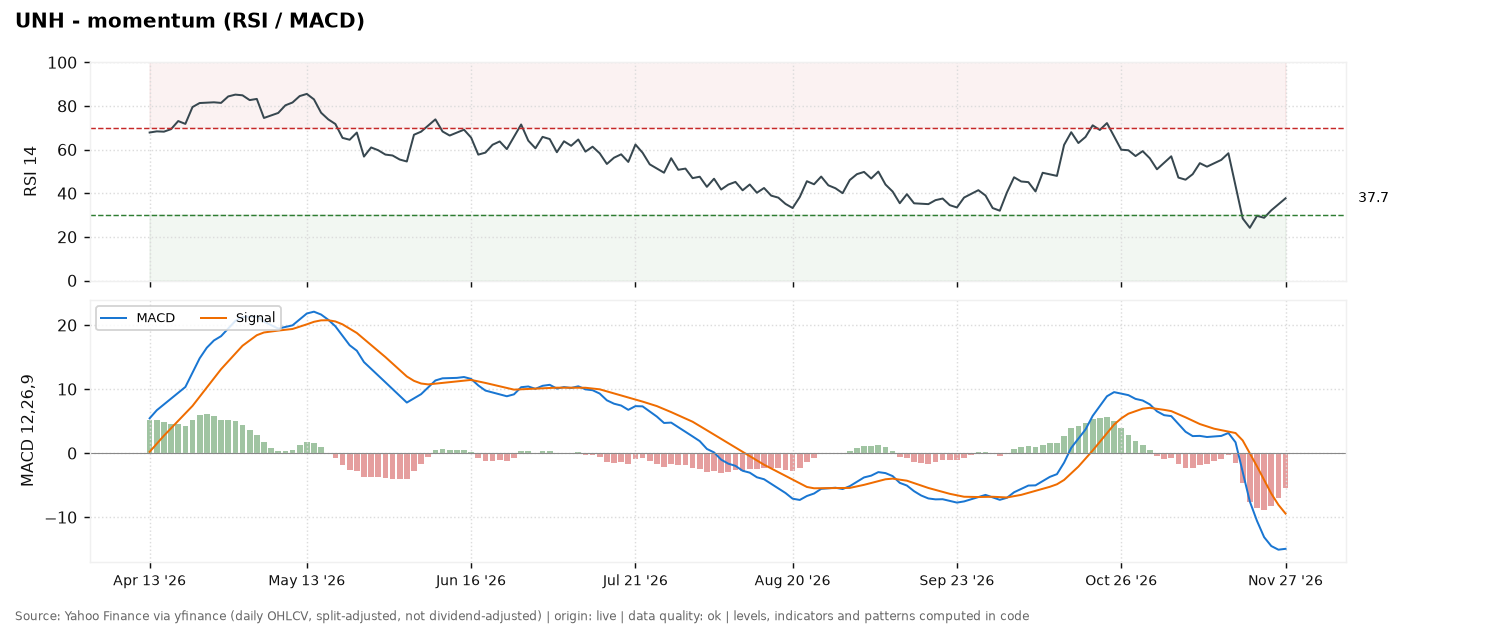 UNH - momentum (RSI / MACD)
100
80
60
40
20
0
RSI 14
37.7
MACD
Signal
20
10
0
−10
MACD 12,26,9
Apr 13 '26
May 13 '26
Jun 16 '26
Jul 21 '26
Aug 20 '26
Sep 23 '26
Oct 26 '26
Nov 27 '26
Source: Yahoo Finance via yfinance (daily OHLCV, split-adjusted, not dividend-adjusted) | origin: live | data quality: ok | levels, indicators and patterns computed in code